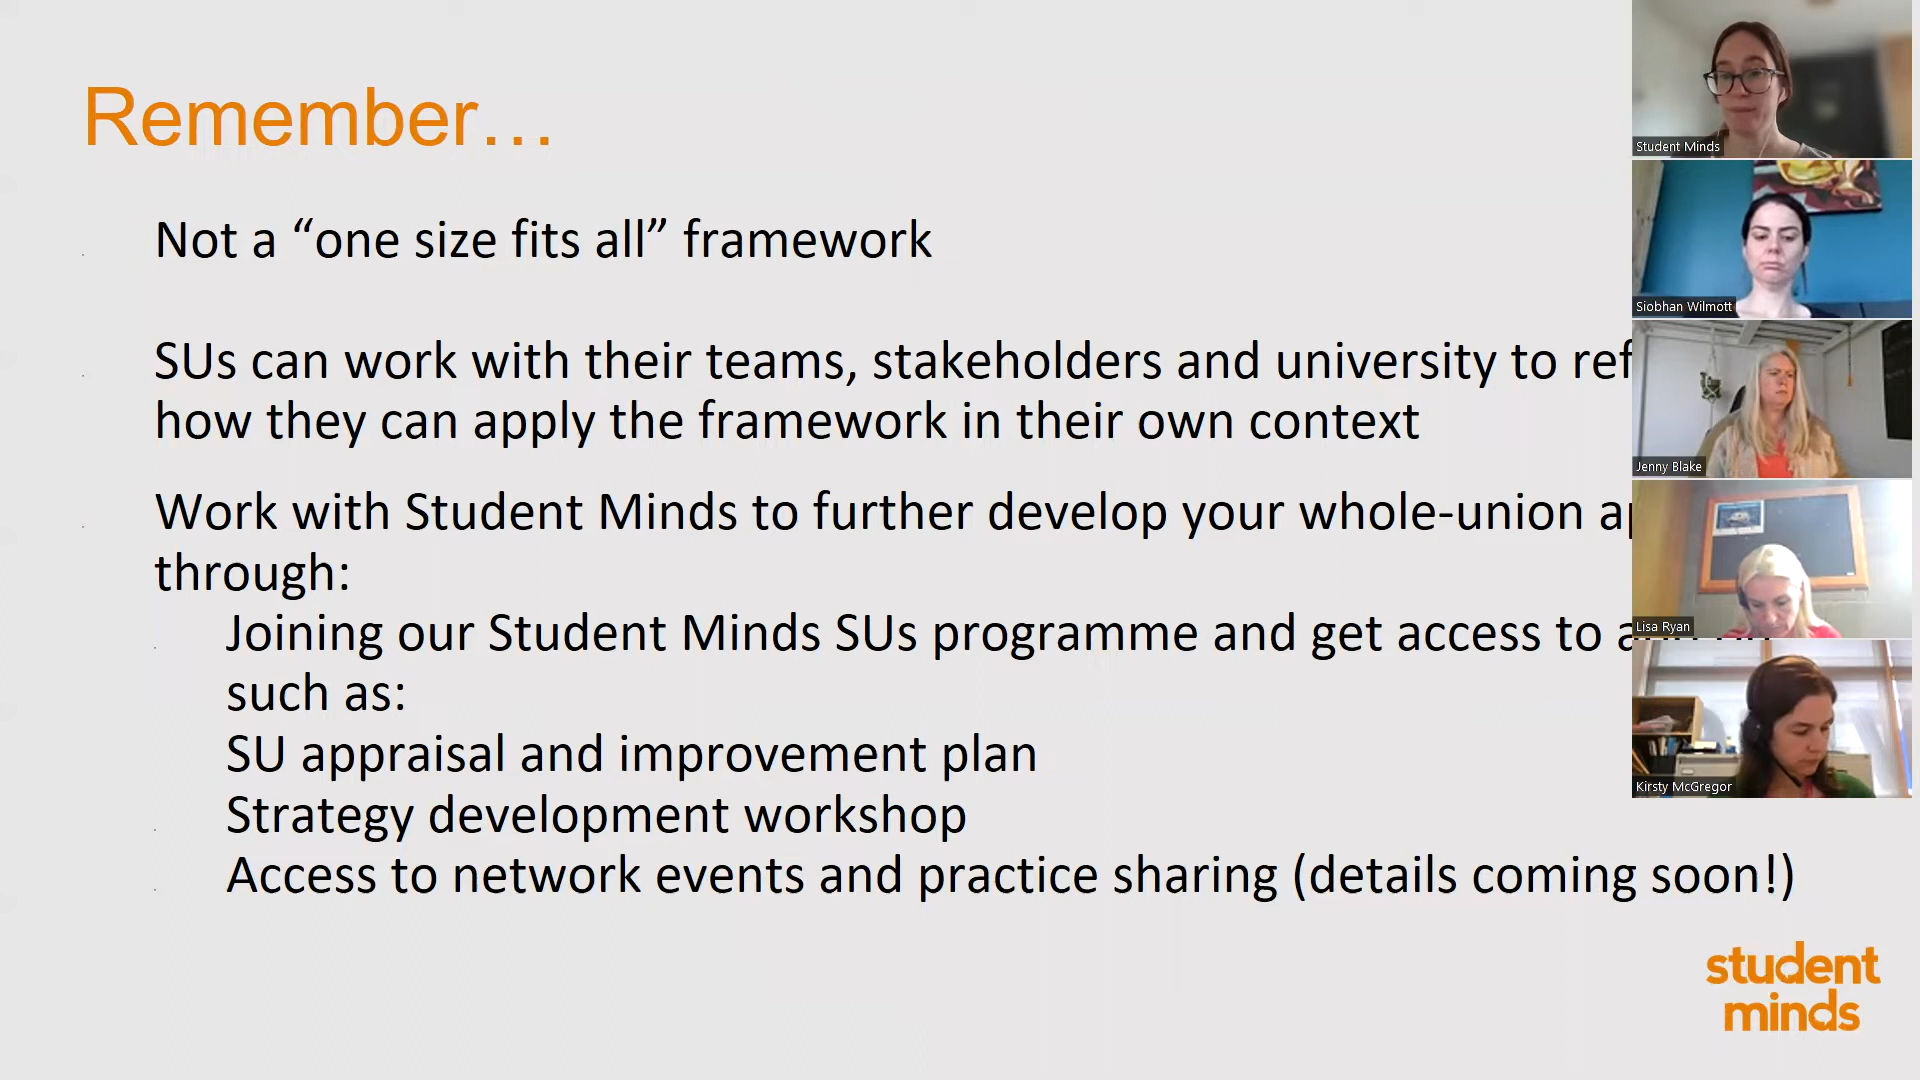 Remember…
Not a “one size fits all” framework
SUs can work with their teams, stakeholders and university to
how they can apply the framework in their own context
Work with Student Minds to further develop your whole-union
through:
Joining our Student Minds SUs programme and get access to
such as:
SU appraisal and improvement plan
Strategy development workshop
Access to network events and practice sharing (details coming soon!)
student
minds
Student Minds
Siobhan Wilmott
Jenny Blake
Lisa Ryan
Kirsty McGregor